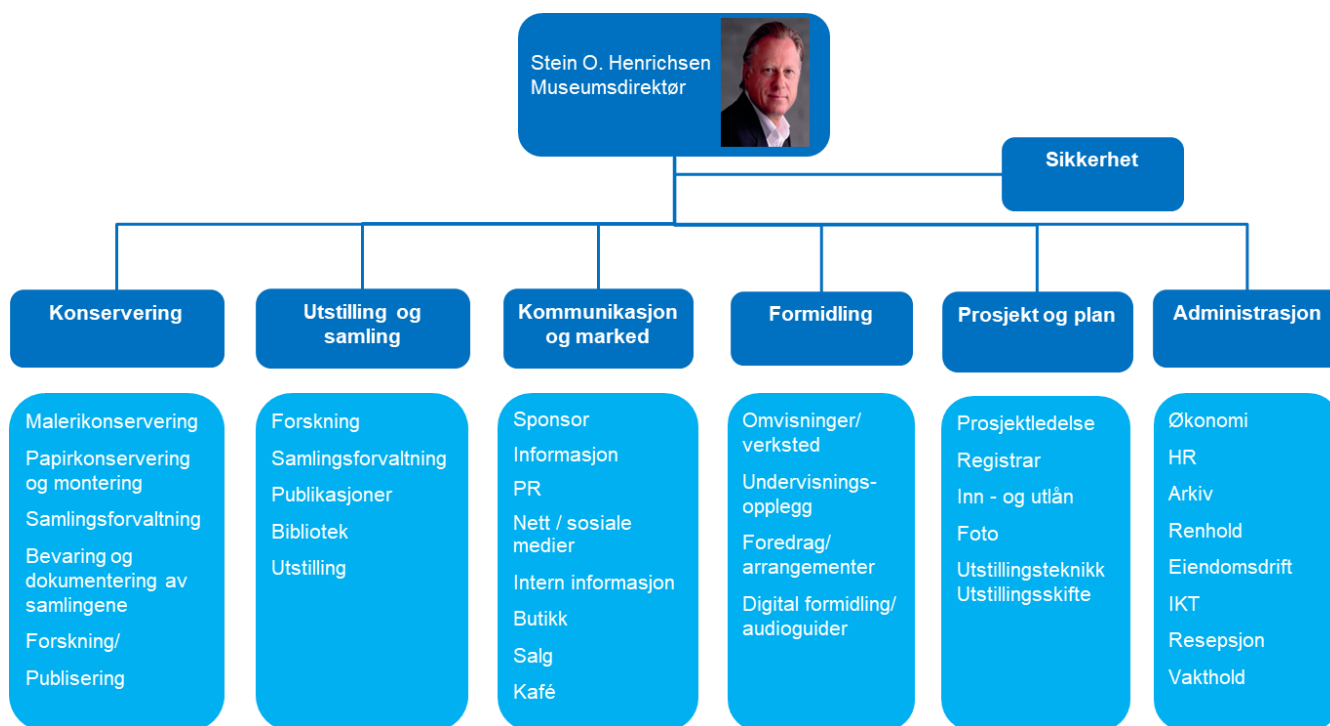 Stein O. Henrichsen
Museumsdirektør
Sikkerhet
Konservering
Utstilling og
samling
Kommunikasjon
og marked
Formidling
Prosjekt og plan
Administrasjon
Malerikonservering
Papirkonservering
og montering
Samlingsforvaltning
Bevaring og
dokumentering av
samlingene
Forskning/
Publisering
Forskning
Samlingsforvaltning
Publikasjoner
Bibliotek
Utstilling
Sponsor
Informasjon
PR
Nett / sosiale
medier
Intern informasjon
Butikk
Salg
Kafé
Omvisninger/
verksted
Undervisnings-
opplegg
Foredrag/
arrangementer
Digital formidling/
audioguider
Prosjektledelse
Registrar
Inn - og utlån
Foto
Utstillingsteknikk
Utstillingsskifte
Økonomi
HR
Arkiv
Renhold
Eiendomsdrift
IKT
Resepsjon
Vakthold